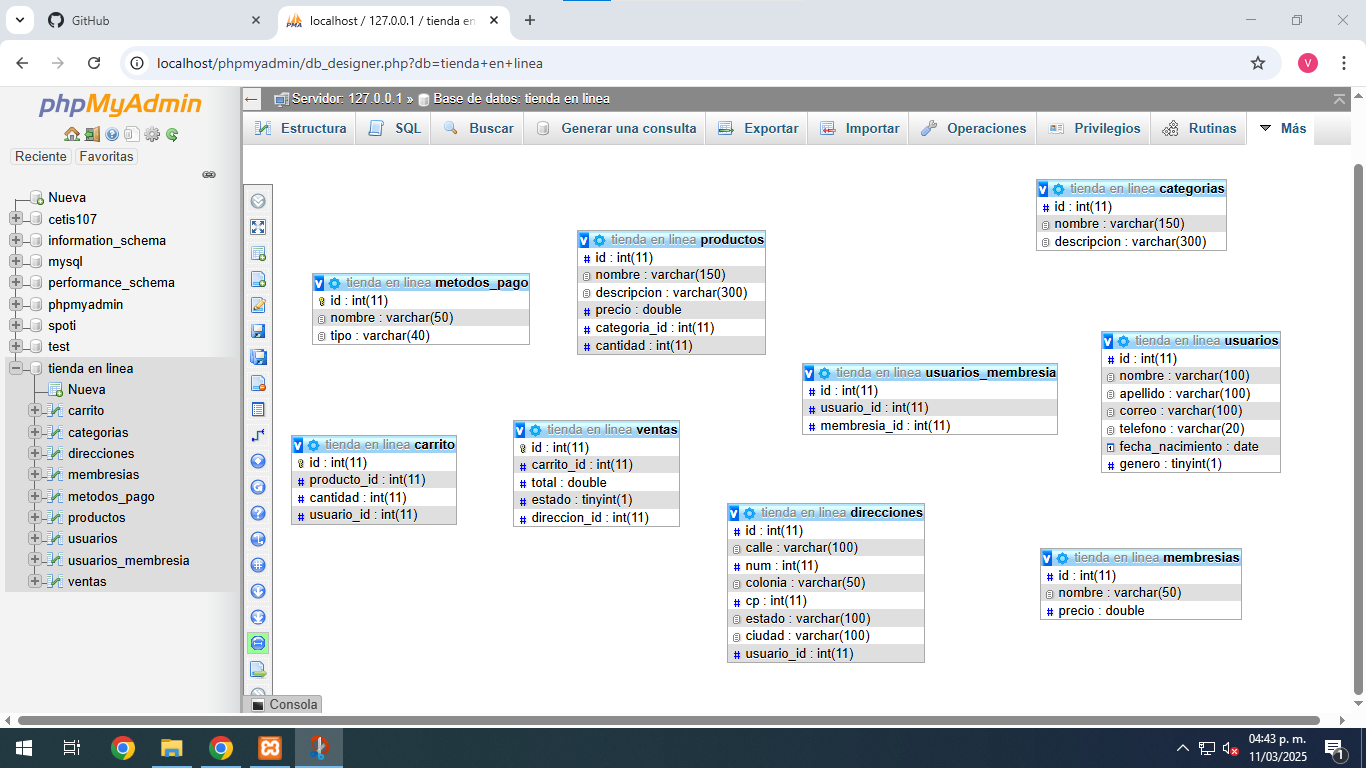 GitHub
localhost / 127.0.0.1 / tienda en
localhost/phpmyadmin/db_designer.php?db=tienda+en+linea
V
phpMyAdmin
Reciente
Favoritas
Nueva
cetis107
information_schema
mysql
performance_schema
phpmyadmin
spoti
test
tienda en linea
Nueva
carrito
categorias
direcciones
membresias
metodos_pago
productos
usuarios
usuarios_membresia
ventas
Servidor: 127.0.0.1 » Base de datos: tienda en linea
Estructura
SQL
Buscar
Generar una consulta
Exportar
Importar
Operaciones
Privilegios
Rutinas
Más
tienda en linea categorias
id : int(11)
nombre : varchar(150)
descripcion : varchar(300)
tienda en linea productos
id : int(11)
nombre : varchar(150)
descripcion : varchar(300)
precio : double
categoria_id : int(11)
cantidad : int(11)
tienda en linea metodos_pago
id : int(11)
nombre : varchar(50)
tipo : varchar(40)
tienda en linea usuarios
id : int(11)
nombre : varchar(100)
apellido : varchar(100)
correo : varchar(100)
telefono : varchar(20)
fecha_nacimiento : date
genero : tinyint(1)
tienda en linea usuarios_membresia
id : int(11)
usuario_id : int(11)
membresia_id : int(11)
tienda en linea carrito
id : int(11)
producto_id : int(11)
cantidad : int(11)
usuario_id : int(11)
tienda en linea ventas
id : int(11)
carrito_id : int(11)
total : double
estado : tinyint(1)
direccion_id : int(11)
tienda en linea direcciones
id : int(11)
calle : varchar(100)
num : int(11)
colonia : varchar(50)
cp : int(11)
estado : varchar(100)
ciudad : varchar(100)
usuario_id : int(11)
tienda en linea membresias
id : int(11)
nombre : varchar(50)
precio : double
Consola
04:43 p. m.
11/03/2025
1